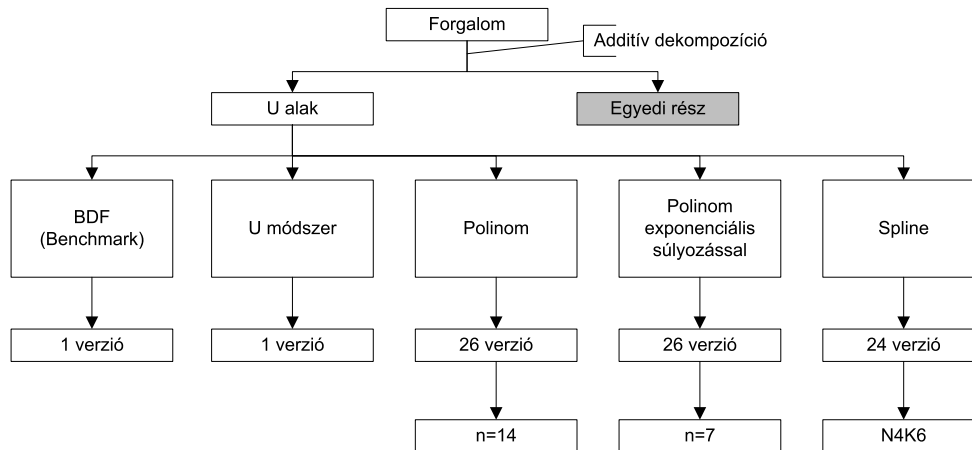 Forgalom
Additív dekompozíció
U alak
Egyedi rész
BDF
(Benchmark)
U módszer
Polinom
Polinom
exponenciális
súlyozással
Spline
1 verzió
1 verzió
26 verzió
26 verzió
24 verzió
n=14
n=7
N4K6